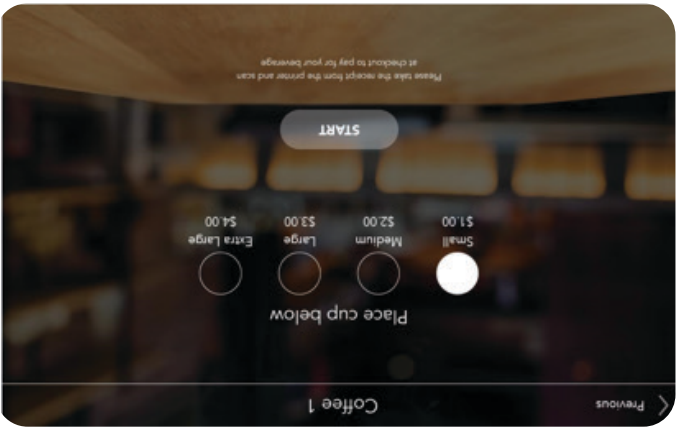 Previous
Coffee 1
Place cup below
Small
Medium
Large
Extra Large
$1.00
$2.00
$3.00
$4.00
START
Please take the receipt from the printer and scan
at checkout to pay for your beverage